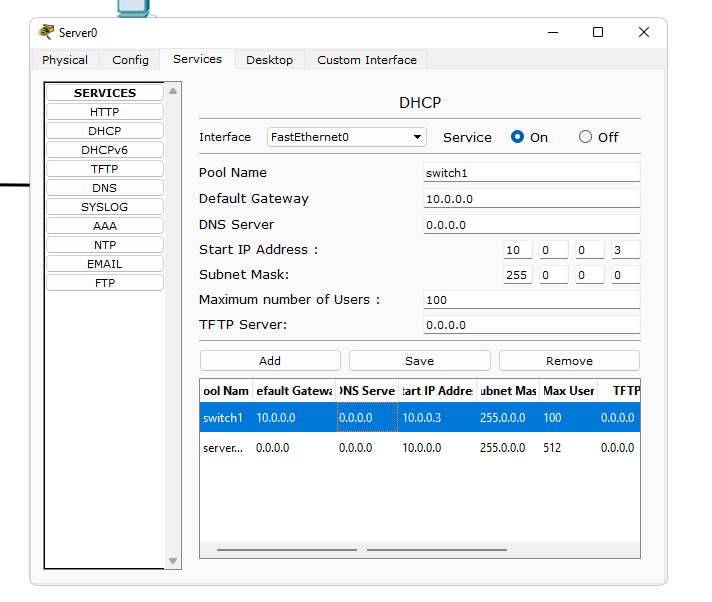 Server0
Physical Config Services Desktop Custom Interface
SERVICES
HTTP
DHCP
DHCPv6
TFTP
DNS
SYSLOG
AAA
NTP
EMAIL
FTP
DHCP
Interface FastEthernet0 Service On Off
Pool Name switch1
Default Gateway 10.0.0.0
DNS Server 0.0.0.0
Start IP Address : 10 0 0 3
Subnet Mask: 255 0 0 0
Maximum number of Users : 100
TFTP Server: 0.0.0.0
Add Save Remove
ool Nam efault Gatewa DNS Serve tart IP Addres ubnet Mas Max User TFTP
switch1 10.0.0.0 0.0.0.0 10.0.0.3 255.0.0.0 100 0.0.0.0
server... 0.0.0.0 0.0.0.0 10.0.0.0 255.0.0.0 512 0.0.0.0